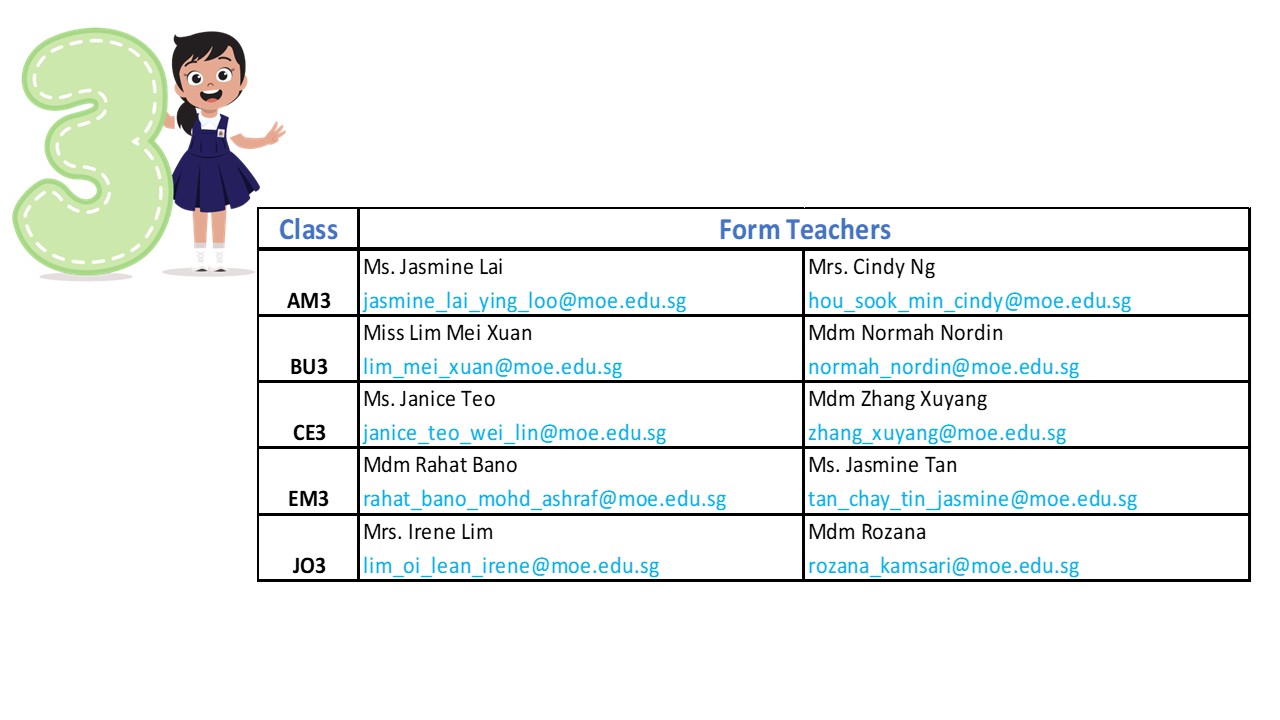 3
Class Form Teachers
Ms. Jasmine Lai Mrs. Cindy Ng
AM3 jasmine_lai_ying_loo@moe.edu.sg hou_sook_min_cindy@moe.edu.sg
Miss Lim Mei Xuan Mdm Normah Nordin
BU3 lim_mei_xuan@moe.edu.sg normah_nordin@moe.edu.sg
Ms. Janice Teo Mdm Zhang Xuyang
CE3 janice_teo_wei_lin@moe.edu.sg zhang_xuyang@moe.edu.sg
Mdm Rahat Bano Ms. Jasmine Tan
EM3 rahat_bano_mohd_ashraf@moe.edu.sg tan_chay_tin_jasmine@moe.edu.sg
Mrs. Irene Lim Mdm Rozana
JO3 lim_oi_lean_irene@moe.edu.sg rozana_kamsari@moe.edu.sg